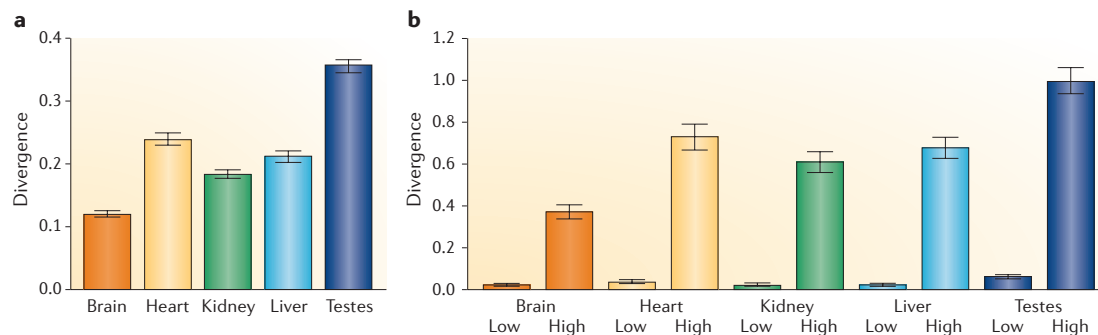 a
0.4
0.3
0.2
0.1
0.0
Divergence
Brain Heart Kidney Liver Testes
b
1.2
1.0
0.8
0.6
0.4
0.2
0.0
Divergence
Brain Heart Kidney Liver Testes
Low High Low High Low High Low High Low High